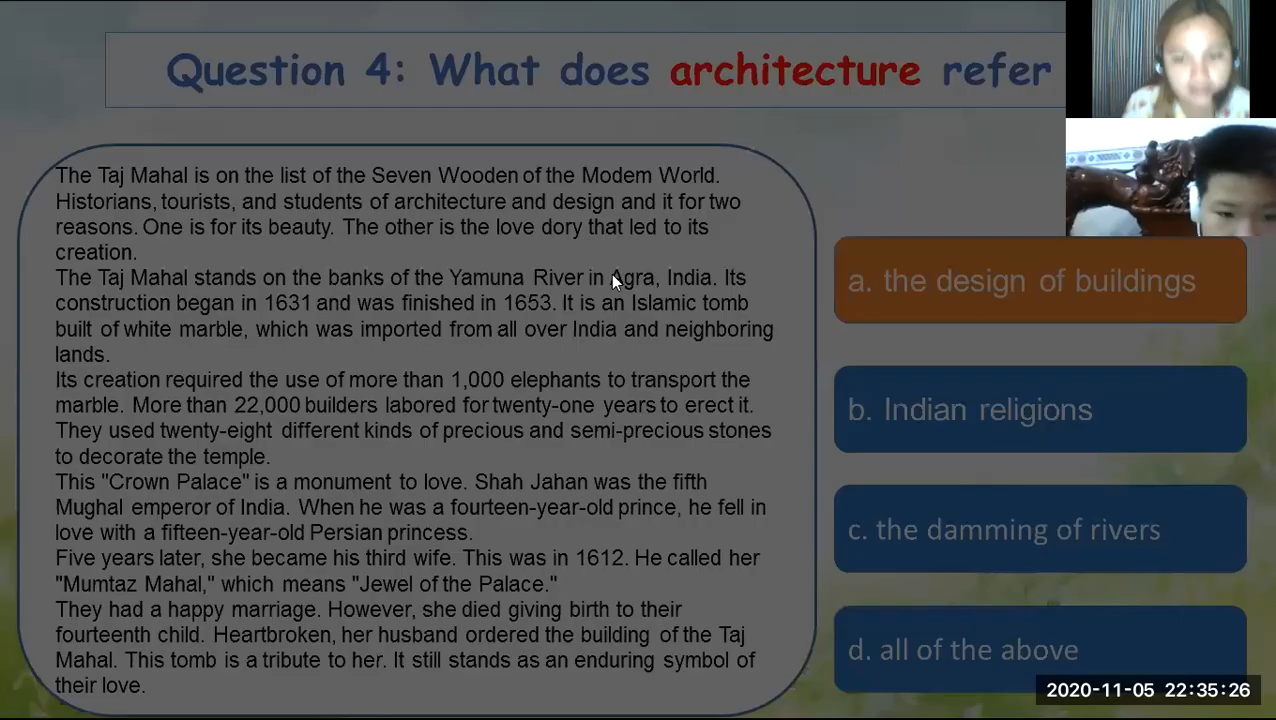 Question 4: What does architecture refer
The Taj Mahal is on the list of the Seven Wooden of the Modem World.
Historians, tourists, and students of architecture and design and it for two
reasons. One is for its beauty. The other is the love dory that led to its
creation.
The Taj Mahal stands on the banks of the Yamuna River in Agra, India. Its
construction began in 1631 and was finished in 1653. It is an Islamic tomb
built of white marble, which was imported from all over India and neighboring
lands.
Its creation required the use of more than 1,000 elephants to transport the
marble. More than 22,000 builders labored for twenty-one years to erect it.
They used twenty-eight different kinds of precious and semi-precious stones
to decorate the temple.
This "Crown Palace" is a monument to love. Shah Jahan was the fifth
Mughal emperor of India. When he was a fourteen-year-old prince, he fell in
love with a fifteen-year-old Persian princess.
Five years later, she became his third wife. This was in 1612. He called her
"Mumtaz Mahal," which means "Jewel of the Palace."
They had a happy marriage. However, she died giving birth to their
fourteenth child. Heartbroken, her husband ordered the building of the Taj
Mahal. This tomb is a tribute to her. It still stands as an enduring symbol of
their love.
a. the design of buildings
b. Indian religions
c. the damming of rivers
d. all of the above
2020-11-05 22:35:26